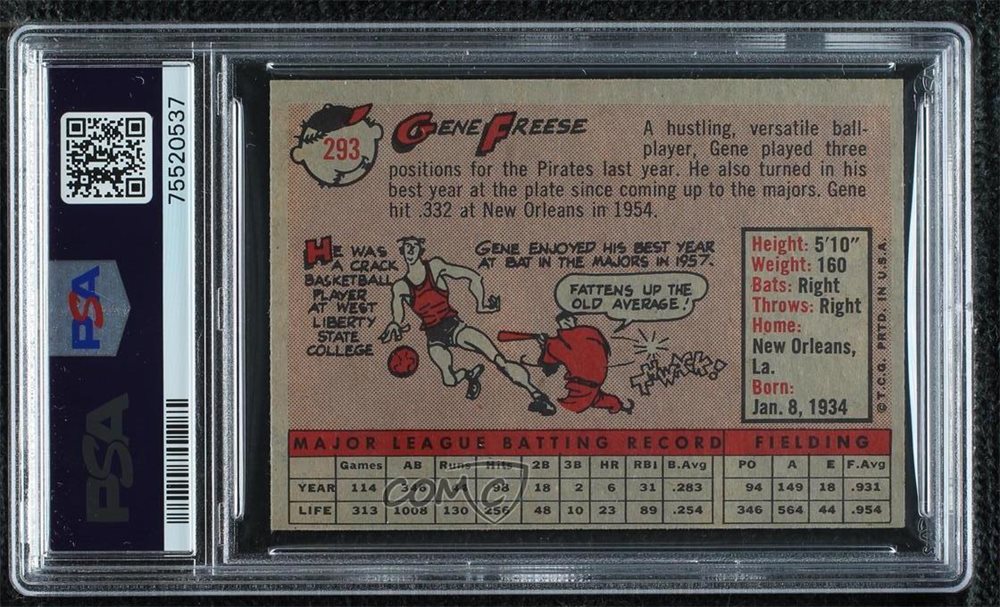 75520537
PSA
PSA
293
GENE FREESE
A hustling, versatile ball-
player, Gene played three
positions for the Pirates last year. He also turned in his
best year at the plate since coming up to the majors. Gene
hit .332 at New Orleans in 1954.
HE WAS
A CRACK
BASKETBALL
PLAYER
AT WEST
LIBERTY
STATE
COLLEGE
GENE ENJOYED HIS BEST YEAR
AT BAT IN THE MAJORS IN 1957.
FATTENS UP THE
OLD AVERAGE!
THWACK!
Height: 5'10"
Weight: 160
Bats: Right
Throws: Right
Home:
New Orleans,
La.
Born:
Jan. 8, 1934
© T.C.G. PRTD. IN U.S.A.
MAJOR LEAGUE BATTING RECORD FIELDING
Games AB Runs Hits 2B 3B HR RBI B.Avg PO A E F.Avg
YEAR 114 98 18 2 6 31 .283 94 149 18 .931
LIFE 313 1008 130 256 48 10 23 89 .254 346 564 44 .954
COMC